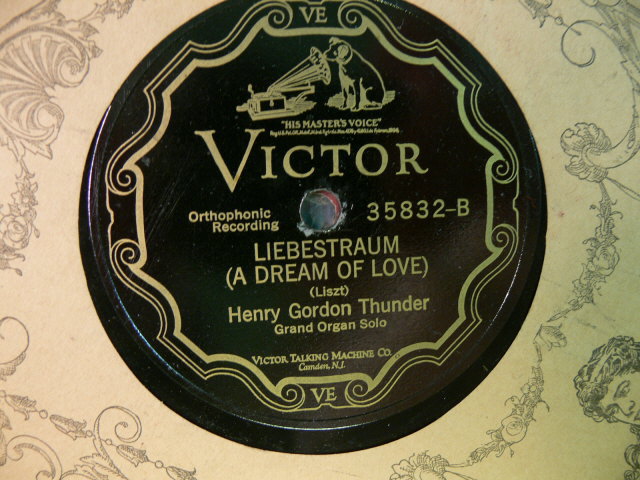 VE
"HIS MASTER'S VOICE"
VICTOR
Orthophonic
Recording
35832-B
LIEBESTRAUM
(A DREAM OF LOVE)
(Liszt)
Henry Gordon Thunder
Grand Organ Solo
VICTOR TALKING MACHINE CO.
Camden, N.J.
VE